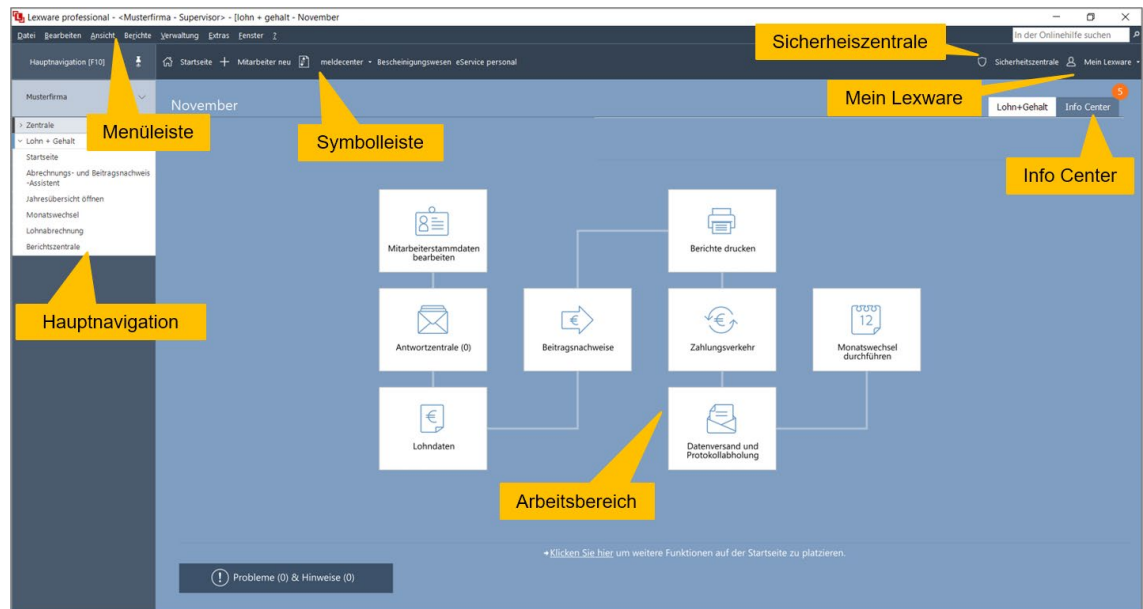 Lexware professional - <Musterfirma - Supervisor> - [lohn + gehalt - November
Datei Bearbeiten Ansicht Berichte Verwaltung Extras Fenster ?
In der Onlinehilfe suchen
Sicherheiszentrale
Hauptnavigation [F10]
Startseite Mitarbeiter neu meldecenter Bescheinigungswesen eService personal
Sicherheitszentrale Mein Lexware
Musterfirma
November
Mein Lexware
5
Lohn+Gehalt Info Center
Zentrale
Menüleiste
Symbolleiste
Lohn + Gehalt
Startseite
Abrechnungs- und Beitragsnachweis
-Assistent
Jahresübersicht öffnen
Monatswechsel
Lohnabrechnung
Berichtszentrale
Info Center
Mitarbeiterstammdaten
bearbeiten
Berichte drucken
Hauptnavigation
12
Antwortzentrale (0)
Beitragsnachweise
Zahlungsverkehr
Monatswechsel
durchführen
Lohndaten
Datenversand und
Protokollabholung
Arbeitsbereich
Klicken Sie hier um weitere Funktionen auf der Startseite zu platzieren.
Probleme (0) & Hinweise (0)